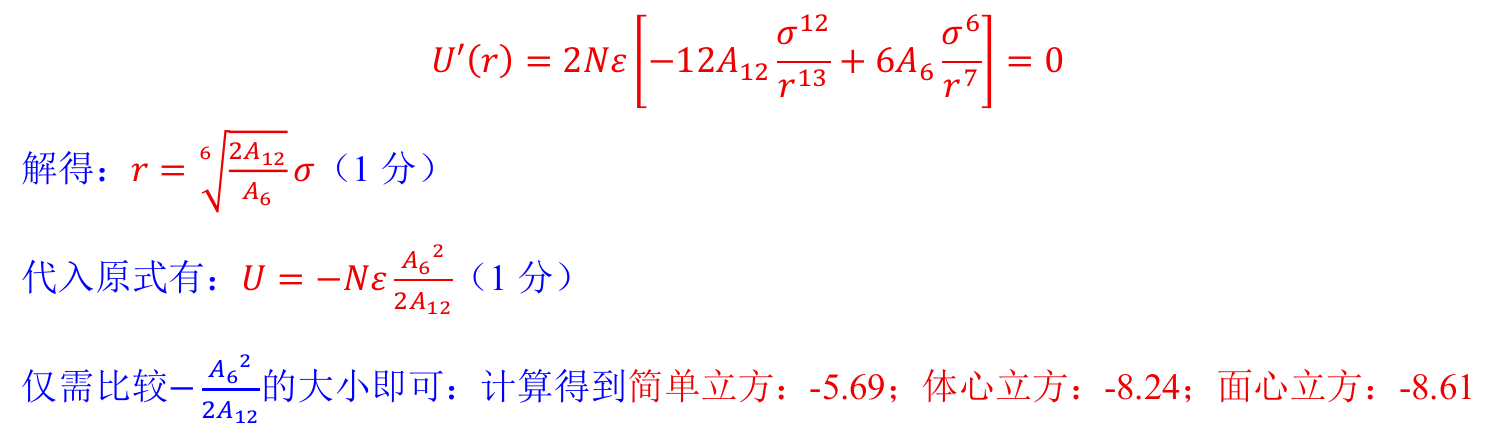 U′(r) = 2Nε[−12A₁₂ σ¹²/r¹³ + 6A₆ σ⁶/r⁷] = 0
解得：r = ⁶√(2A₁₂/A₆) σ（1 分）
代入原式有：U = −Nε A₆²/2A₁₂（1 分）
仅需比较− A₆²/2A₁₂ 的大小即可：计算得到简单立方：-5.69；体心立方：-8.24；面心立方：-8.61